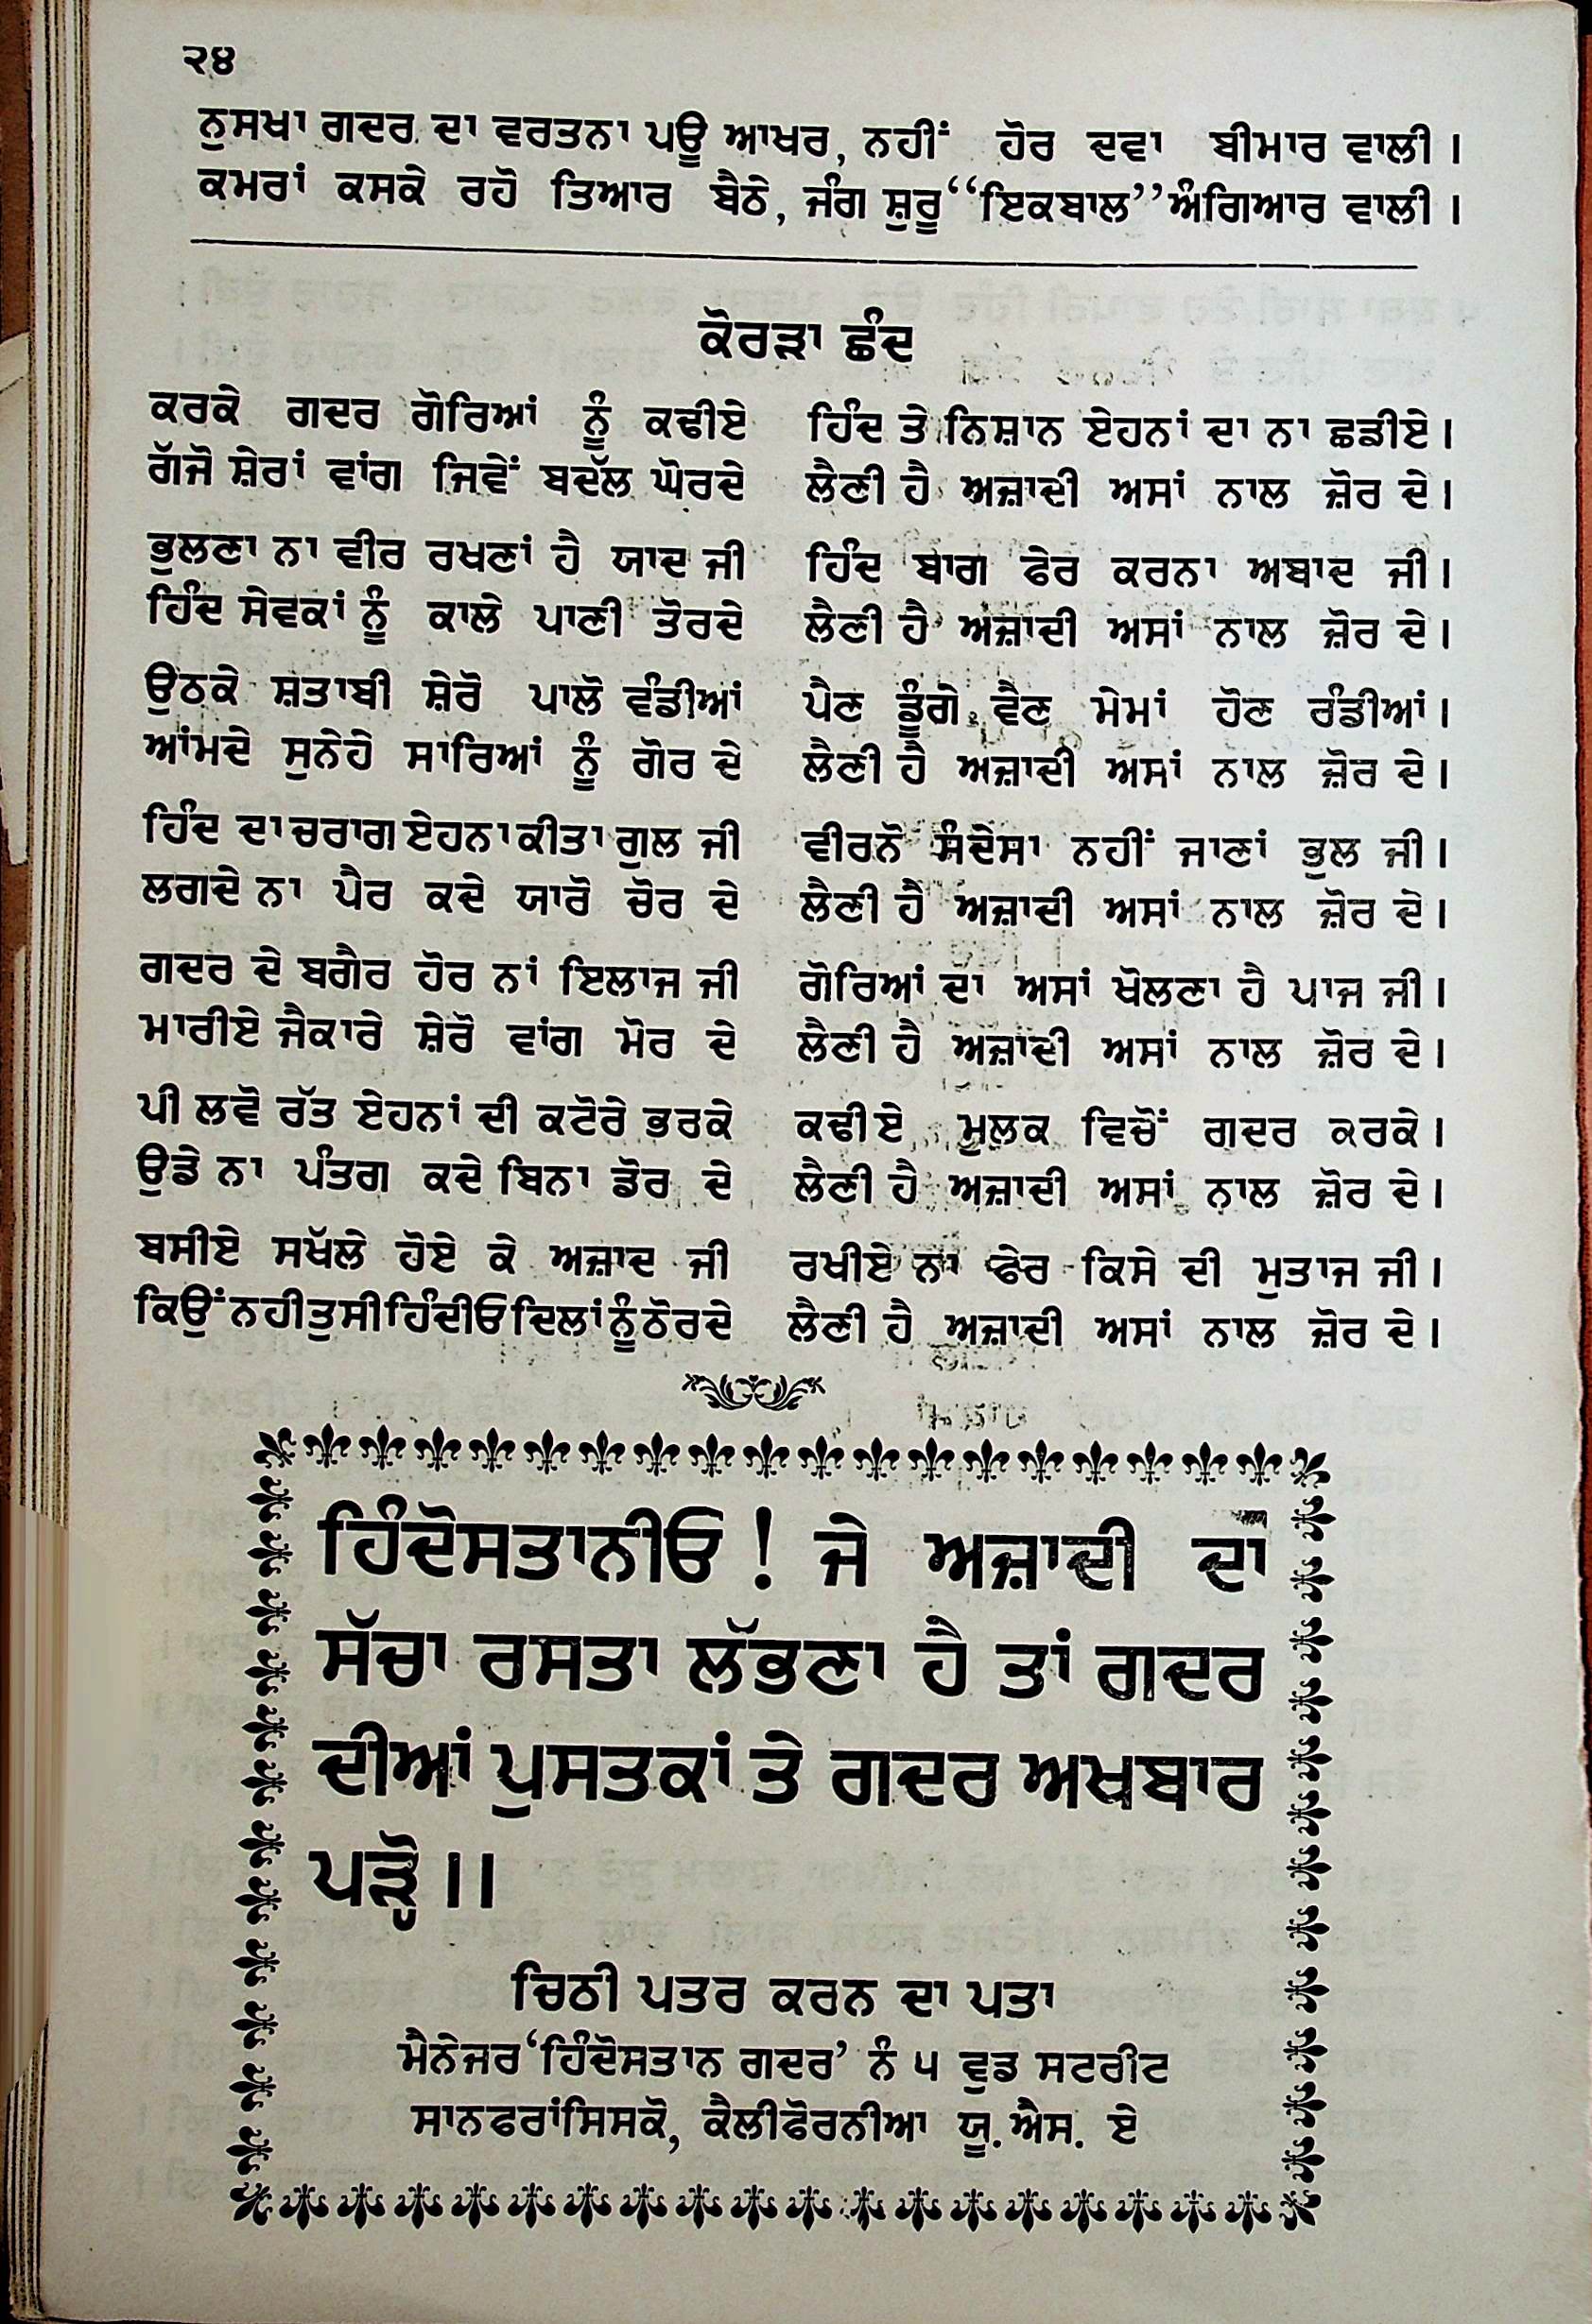 ੨੪
ਨੁਸਖਾ ਗਦਰ ਦਾ ਵਰਤਨਾ ਪਊ ਆਖਰ, ਨਹੀਂ ਹੋਰ ਦਵਾ ਬੀਮਾਰ ਵਾਲੀ।
ਕਮਰਾਂ ਕਸਕੇ ਰਹੋ ਤਿਆਰ ਬੈਠੇ, ਜੰਗ ਸ਼ੁਰੂ “ਇਕਬਾਲ” ਅੰਗਿਆਰ ਵਾਲੀ।
ਕੋਰੜਾ ਛੰਦ
ਕਰਕੇ ਗਦਰ ਗੋਰਿਆਂ ਨੂੰ ਕਢੀਏ ਹਿੰਦ ਤੇ ਨਿਸ਼ਾਨ ਏਹਨਾਂ ਦਾ ਨਾ ਛਡੀਏ।
ਗੱਜੋ ਸ਼ੇਰਾਂ ਵਾਂਗ ਜਿਵੇਂ ਬਦੱਲ ਘੋਰਦੇ ਲੈਣੀ ਹੈ ਅਜ਼ਾਦੀ ਅਸਾਂ ਨਾਲ ਜ਼ੋਰ ਦੇ।
ਭੁਲਣਾ ਨਾ ਵੀਰ ਰਖਣਾਂ ਹੈ ਯਾਦ ਜੀ ਹਿੰਦ ਬਾਗ ਫੇਰ ਕਰਨਾ ਅਬਾਦ ਜੀ।
ਹਿੰਦ ਸੇਵਕਾਂ ਨੂੰ ਕਾਲੇ ਪਾਣੀ ਤੋਰਦੇ ਲੈਣੀ ਹੈ ਅਜ਼ਾਦੀ ਅਸਾਂ ਨਾਲ ਜ਼ੋਰ ਦੇ।
ਉਠਕੇ ਸ਼ਤਾਬੀ ਸ਼ੇਰੋ ਪਾਲੋ ਵੰਡੀਆਂ ਪੈਣ ਡੂੰਗੇ ਵੈਣ ਮੇਮਾਂ ਹੋਣ ਰੰਡੀਆਂ।
ਆਂਮਦੇ ਸੁਨੇਹੇ ਸਾਰਿਆਂ ਨੂੰ ਗੋਰ ਦੇ ਲੈਣੀ ਹੈ ਅਜ਼ਾਦੀ ਅਸਾਂ ਨਾਲ ਜ਼ੋਰ ਦੇ।
ਹਿੰਦ ਦਾ ਚਰਾਗ ਏਹਨਾ ਕੀਤਾ ਗੁਲ ਜੀ ਵੀਰਨੋ ਸੰਦੇਸਾ ਨਹੀਂ ਜਾਣਾਂ ਭੁਲ ਜੀ।
ਲਗਦੇ ਨਾ ਪੈਰ ਕਦੇ ਯਾਰੋ ਚੋਰ ਦੇ ਲੈਣੀ ਹੈ ਅਜ਼ਾਦੀ ਅਸਾਂ ਨਾਲ ਜ਼ੋਰ ਦੇ।
ਗਦਰ ਦੇ ਬਗੈਰ ਹੋਰ ਨਾਂ ਇਲਾਜ ਜੀ ਗੋਰਿਆਂ ਦਾ ਅਸਾਂ ਖੋਲਣਾ ਹੈ ਪਾਜ ਜੀ।
ਮਾਰੀਏ ਜੈਕਾਰੇ ਸ਼ੇਰੋ ਵਾਂਗ ਮੋਰ ਦੇ ਲੈਣੀ ਹੈ ਅਜ਼ਾਦੀ ਅਸਾਂ ਨਾਲ ਜ਼ੋਰ ਦੇ।
ਪੀ ਲਵੋ ਰੱਤ ਏਹਨਾਂ ਦੀ ਕਟੋਰੇ ਭਰਕੇ ਕਢੀਏ ਮੁਲਕ ਵਿਚੋਂ ਗਦਰ ਕਰਕੇ।
ਉਡੇ ਨਾ ਪੰਤਗ ਕਦੇ ਬਿਨਾ ਡੋਰ ਦੇ ਲੈਣੀ ਹੈ ਅਜ਼ਾਦੀ ਅਸਾਂ ਨਾਲ ਜ਼ੋਰ ਦੇ।
ਬਸੀਏ ਸਖੱਲੇ ਹੋਏ ਕੇ ਅਜ਼ਾਦ ਜੀ ਰਖੀਏ ਨਾ ਫੇਰ ਕਿਸੇ ਦੀ ਮੁਤਾਜ ਜੀ।
ਕਿਉਂ ਨਹੀ ਤੁਸੀ ਹਿੰਦੀਓ ਦਿਲਾਂ ਨੂੰ ਠੋਰਦੇ ਲੈਣੀ ਹੈ ਅਜ਼ਾਦੀ ਅਸਾਂ ਨਾਲ ਜ਼ੋਰ ਦੇ।
ਹਿੰਦੋਸਤਾਨੀਓ ! ਜੇ ਅਜ਼ਾਦੀ ਦਾ
ਸੱਚਾ ਰਸਤਾ ਲੱਭਣਾ ਹੈ ਤਾਂ ਗਦਰ
ਦੀਆਂ ਪੁਸਤਕਾਂ ਤੇ ਗਦਰ ਅਖਬਾਰ
ਪੜ੍ਹੋ।।
ਚਿਠੀ ਪਤਰ ਕਰਨ ਦਾ ਪਤਾ
ਮੈਨੇਜਰ ‘ਹਿੰਦੋਸਤਾਨ ਗਦਰ’ ਨੰ ੫ ਵੁਡ ਸਟਰੀਟ
ਸਾਨਫਰਾਂਸਿਸਕੋ, ਕੈਲੀਫੋਰਨੀਆ ਯੂ. ਐਸ. ਏ